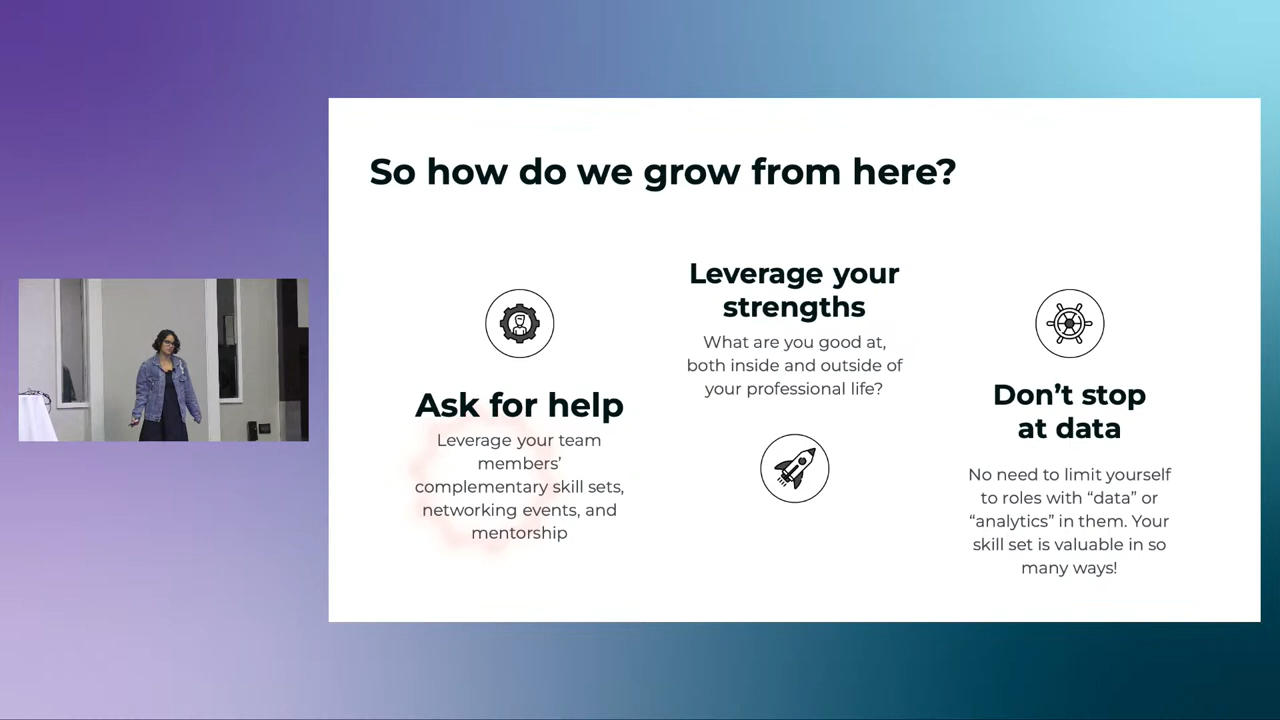 So how do we grow from here?
Ask for help
Leverage your team
members’
complementary skill sets,
networking events, and
mentorship
Leverage your
strengths
What are you good at,
both inside and outside of
your professional life?
Don’t stop
at data
No need to limit yourself
to roles with “data” or
“analytics” in them. Your
skill set is valuable in so
many ways!